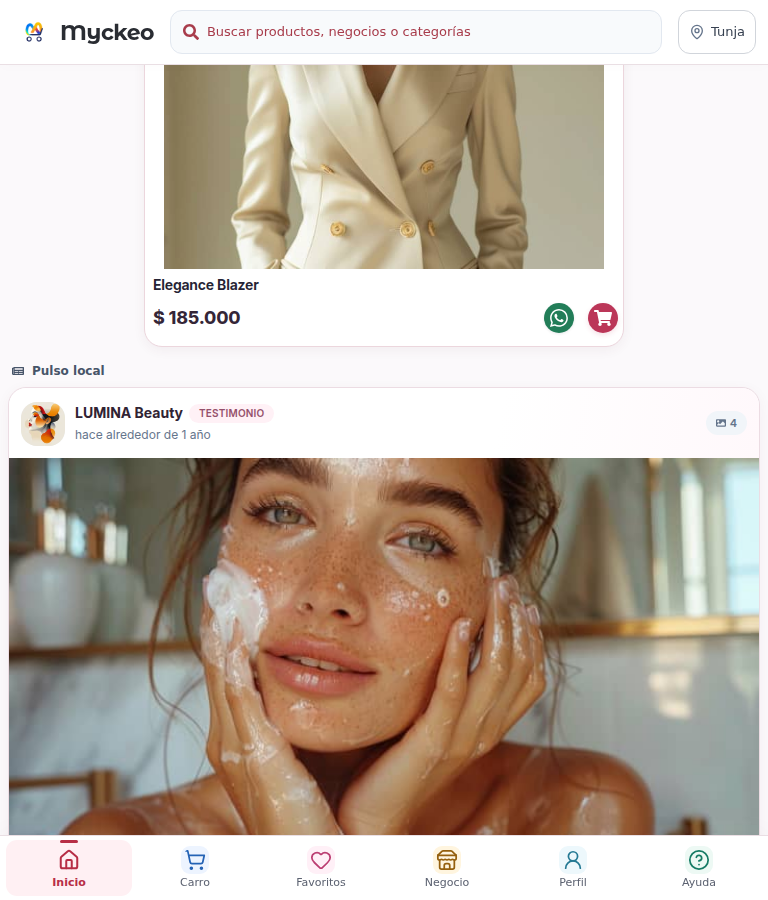 Myckeo
Buscar productos, negocios o categorías
Tunja
Elegance Blazer
$ 185.000
Pulso local
LUMINA Beauty TESTIMONIO
hace alrededor de 1 año
4
Inicio
Carro
Favoritos
Negocio
Perfil
Ayuda